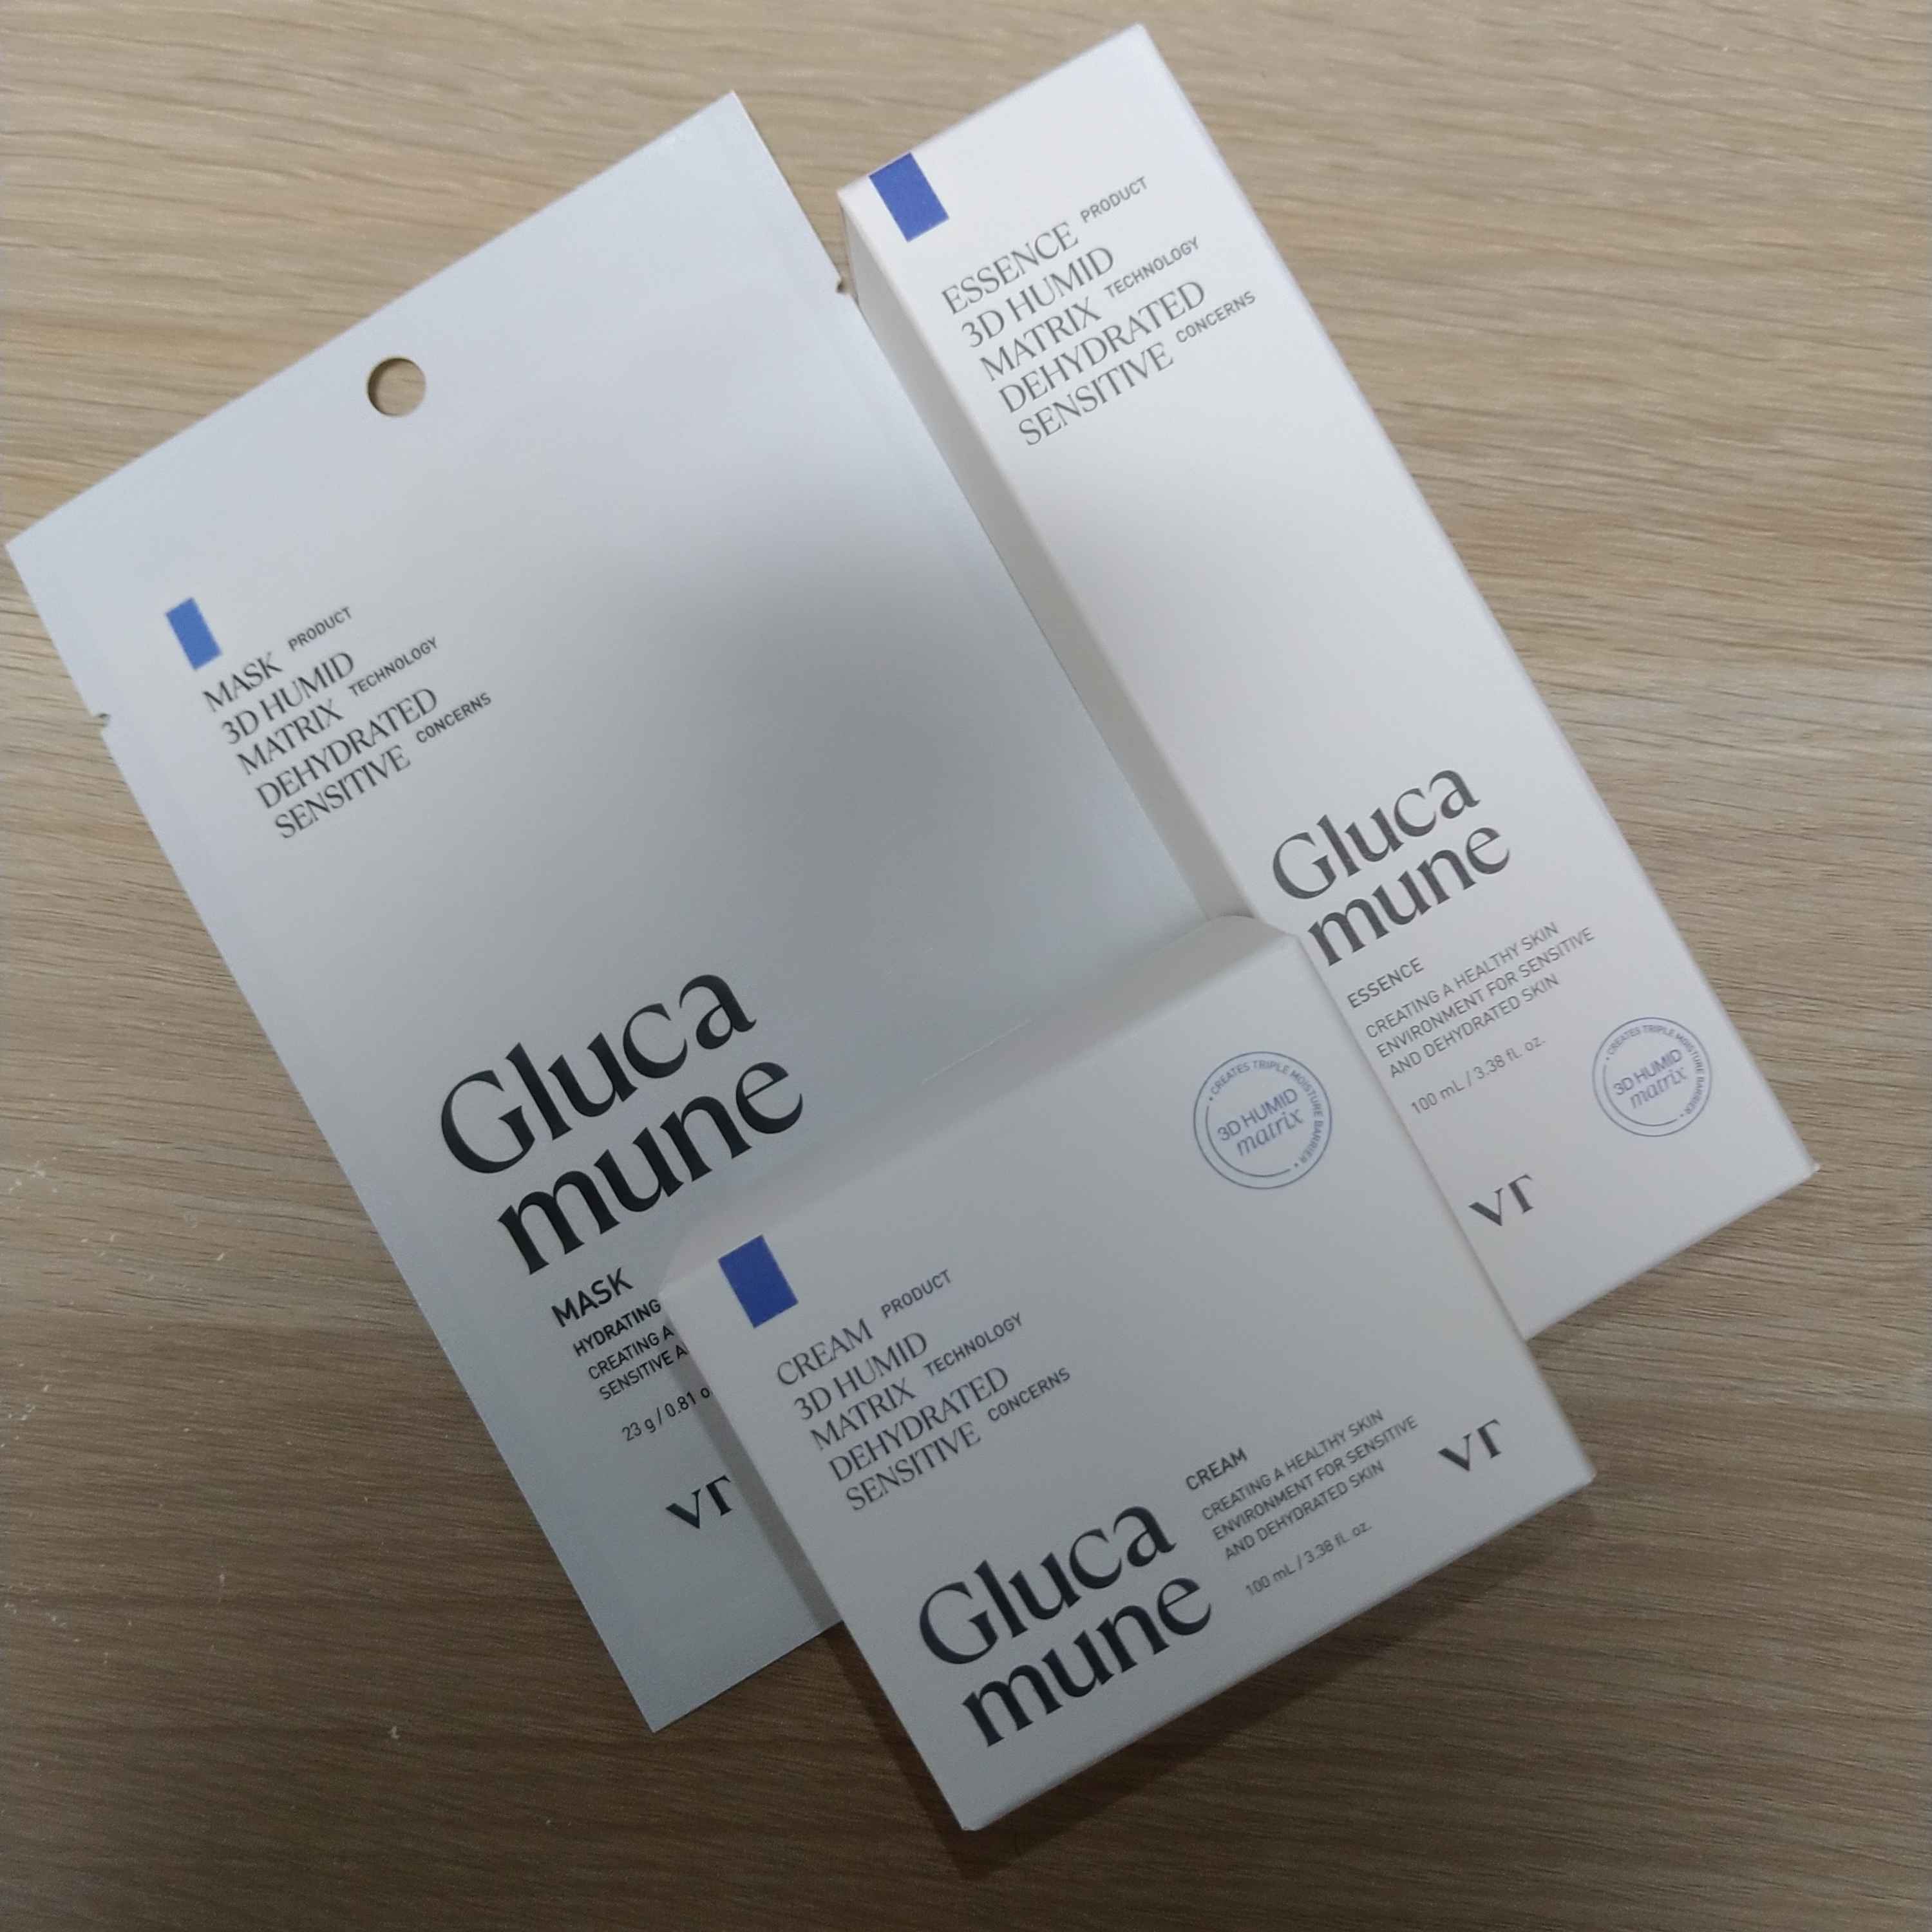 MASK PRODUCT
3D HUMID
MATRIX TECHNOLOGY
DEHYDRATED
SENSITIVE CONCERNS
Gluca
mune
MASK
HYDRATING
CREATING A
SENSITIVE
23 g / 0.81
VT
ESSENCE PRODUCT
3D HUMID
MATRIX TECHNOLOGY
DEHYDRATED
SENSITIVE CONCERNS
Gluca
mune
ESSENCE
CREATING A HEALTHY SKIN
ENVIRONMENT FOR SENSITIVE
AND DEHYDRATED SKIN
100 mL / 3.38 fl. oz.
• CREATES TRIPLE MOISTURE BARRIER •
3D HUMID
matrix
VT
• CREATES TRIPLE MOISTURE BARRIER •
3D HUMID
matrix
CREAM PRODUCT
3D HUMID
MATRIX TECHNOLOGY
DEHYDRATED
SENSITIVE CONCERNS
Gluca
mune
CREAM
CREATING A HEALTHY SKIN
ENVIRONMENT FOR SENSITIVE
AND DEHYDRATED SKIN
100 mL / 3.38 fl. oz.
VT